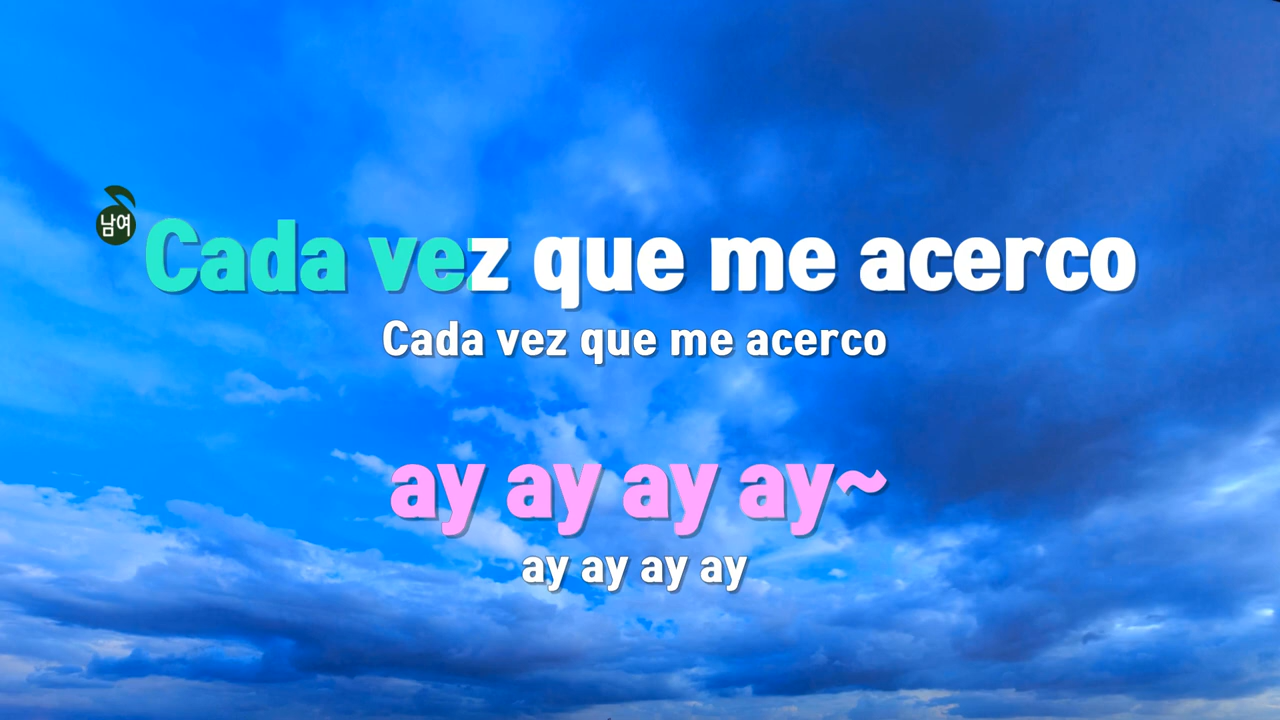 남여
Cada vez que me acerco
Cada vez que me acerco
ay ay ay ay~
ay ay ay ay